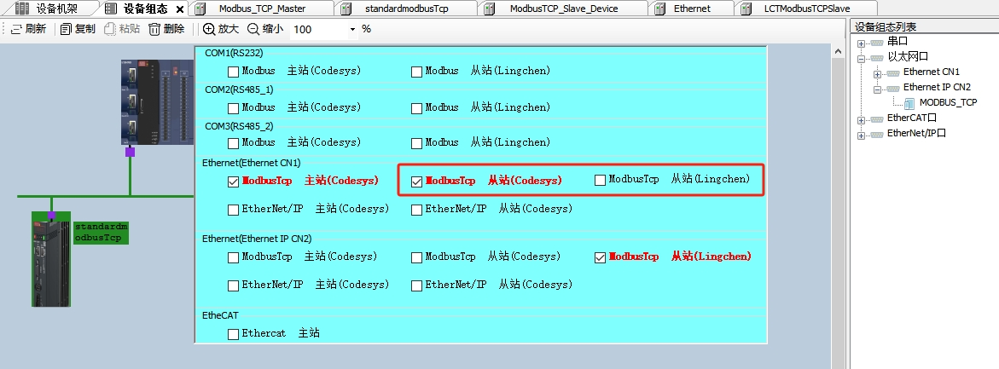 设备机架 设备组态 × Modbus_TCP_Master standardmodbusTcp ModbusTCP_Slave_Device Ethernet LCTModbusTCPSlave
刷新 复制 粘贴 删除 放大 缩小 100 %
设备组态列表
串口
以太网口
Ethernet CN1
Ethernet IP CN2
MODBUS_TCP
EtherCAT口
EtherNet/IP口
COM1(RS232)
Modbus 主站(Codesys) Modbus 从站(Lingchen)
COM2(RS485_1)
Modbus 主站(Codesys) Modbus 从站(Lingchen)
COM3(RS485_2)
Modbus 主站(Codesys) Modbus 从站(Lingchen)
Ethernet(Ethernet CN1)
ModbusTcp 主站(Codesys) ModbusTcp 从站(Codesys) ModbusTcp 从站(Lingchen)
EtherNet/IP 主站(Codesys) EtherNet/IP 从站(Codesys)
Ethernet(Ethernet IP CN2)
ModbusTcp 主站(Codesys) ModbusTcp 从站(Codesys) ModbusTcp 从站(Lingchen)
EtherNet/IP 主站(Codesys) EtherNet/IP 从站(Codesys)
EtheCAT
Ethercat 主站
standardm
odbusTcp